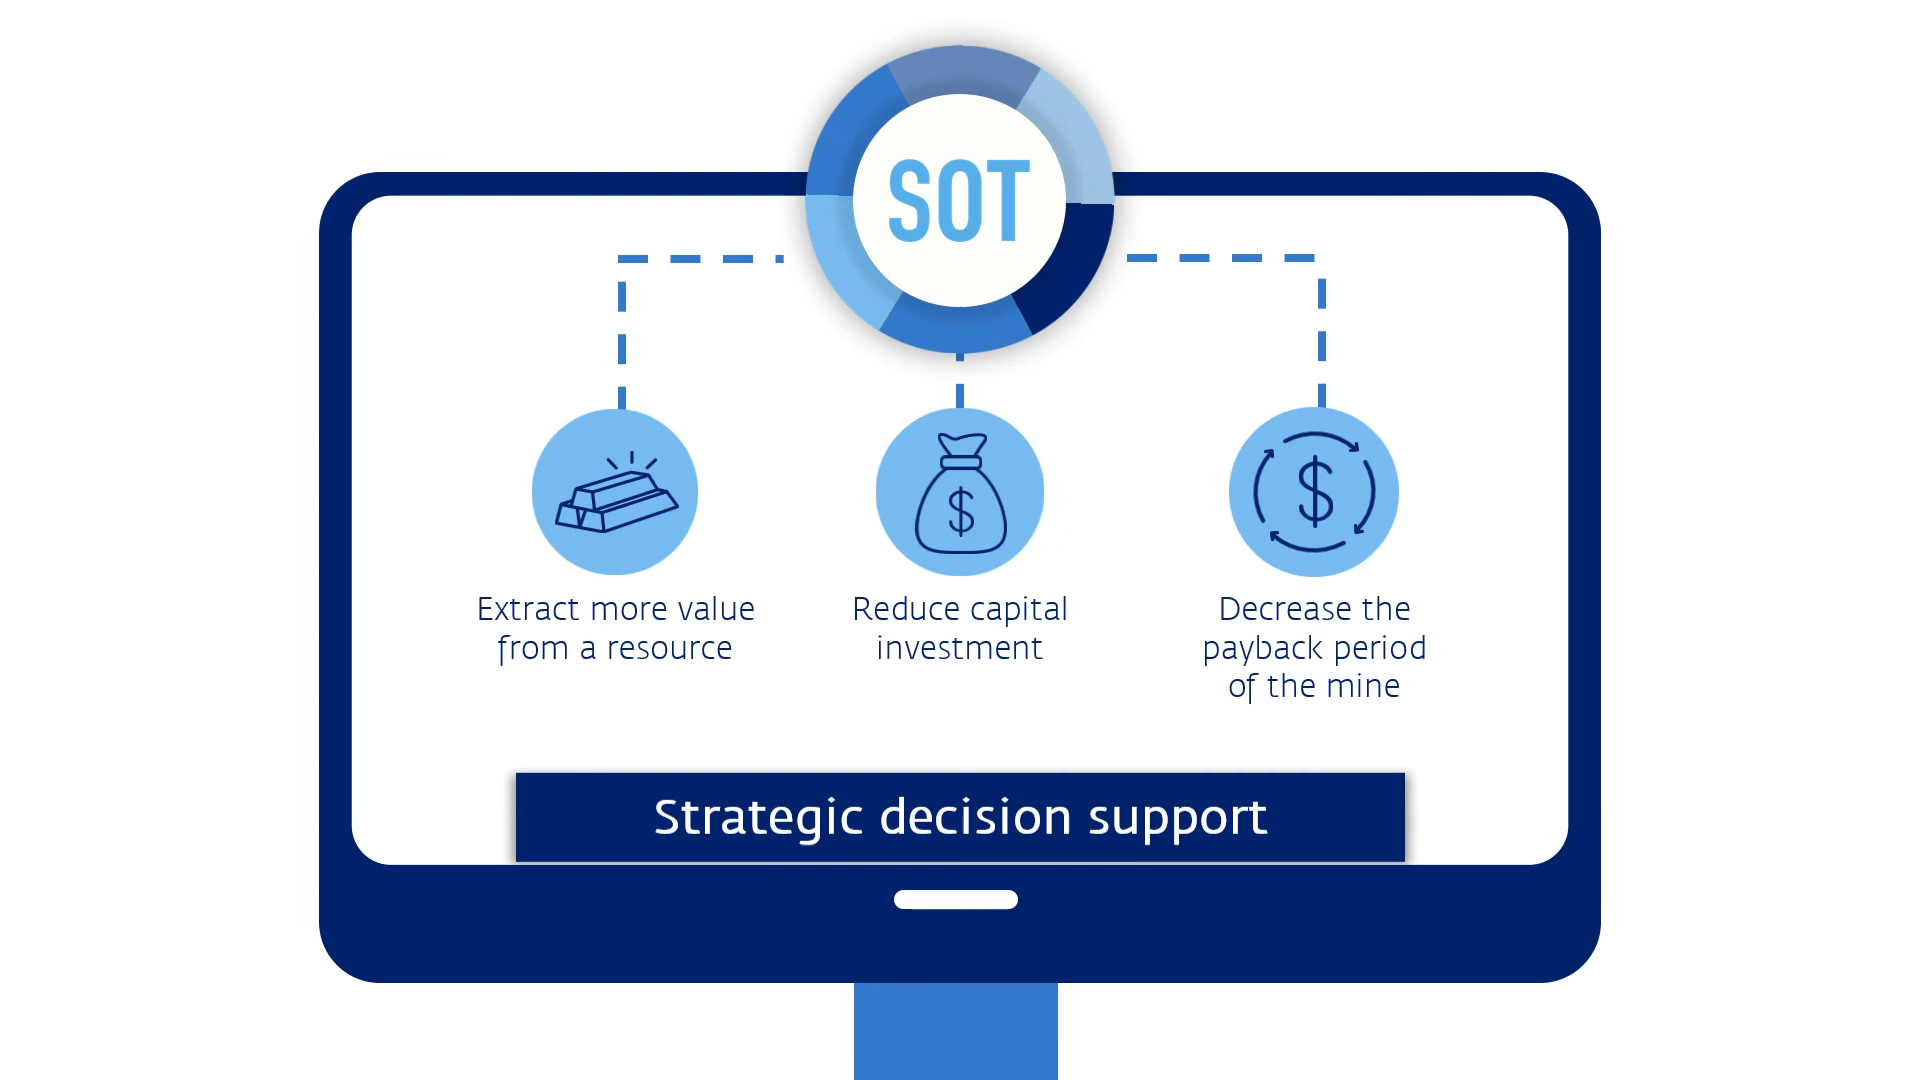 SOT
Extract more value
from a resource
Reduce capital
investment
Decrease the
payback period
of the mine
Strategic decision support